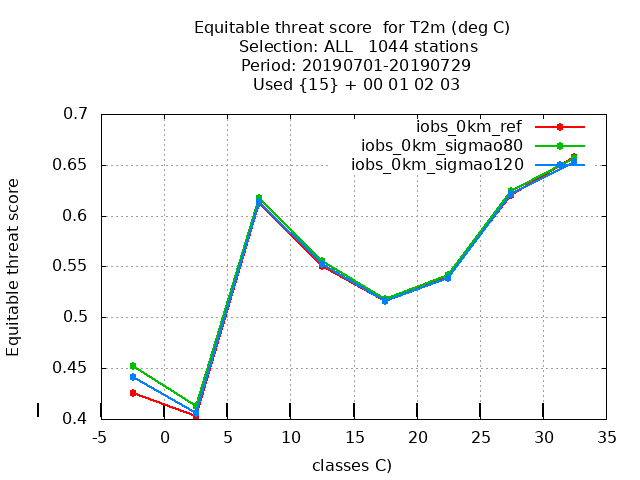 Equitable threat score  for T2m (deg C)
Selection: ALL   1044 stations
Period: 20190701-20190729
Used {15} + 00 01 02 03
iobs_0km_ref
iobs_0km_sigmao80
iobs_0km_sigmao120
Equitable threat score
0.7
0.65
0.6
0.55
0.5
0.45
0.4
-5 0 5 10 15 20 25 30 35
classes C)